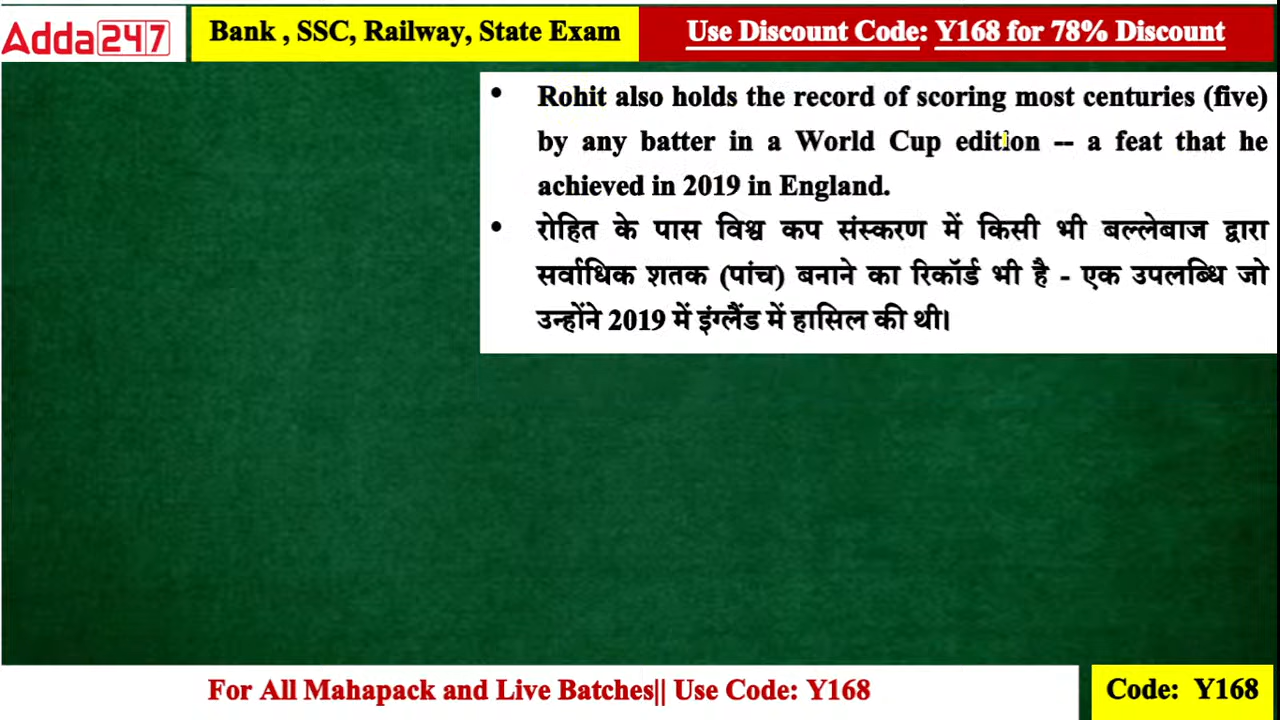 Adda247
Bank , SSC, Railway, State Exam
Use Discount Code: Y168 for 78% Discount
• Rohit also holds the record of scoring most centuries (five)
by any batter in a World Cup edition -- a feat that he
achieved in 2019 in England.
• रोहित के पास विश्व कप संस्करण में किसी भी बल्लेबाज द्वारा
सर्वाधिक शतक (पांच) बनाने का रिकॉर्ड भी है - एक उपलब्धि जो
उन्होंने 2019 में इंग्लैंड में हासिल की थी।
For All Mahapack and Live Batches|| Use Code: Y168
Code: Y168